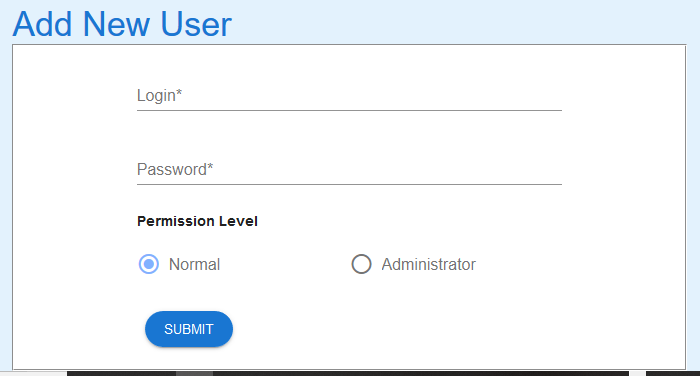 Add New User
Login*
Password*
Permission Level
Normal Administrator
SUBMIT